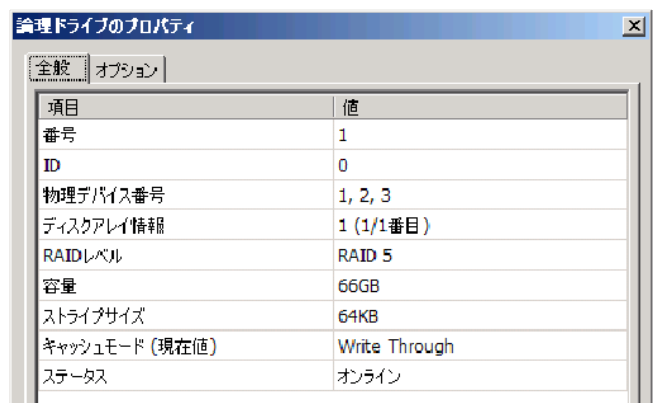 論理ドライブのプロパティ
全般 オプション
項目 値
番号 1
ID 0
物理デバイス番号 1, 2, 3
ディスクアレイ情報 1 (1/1番目)
RAIDレベル RAID 5
容量 66GB
ストライプサイズ 64KB
キャッシュモード (現在値) Write Through
ステータス オンライン